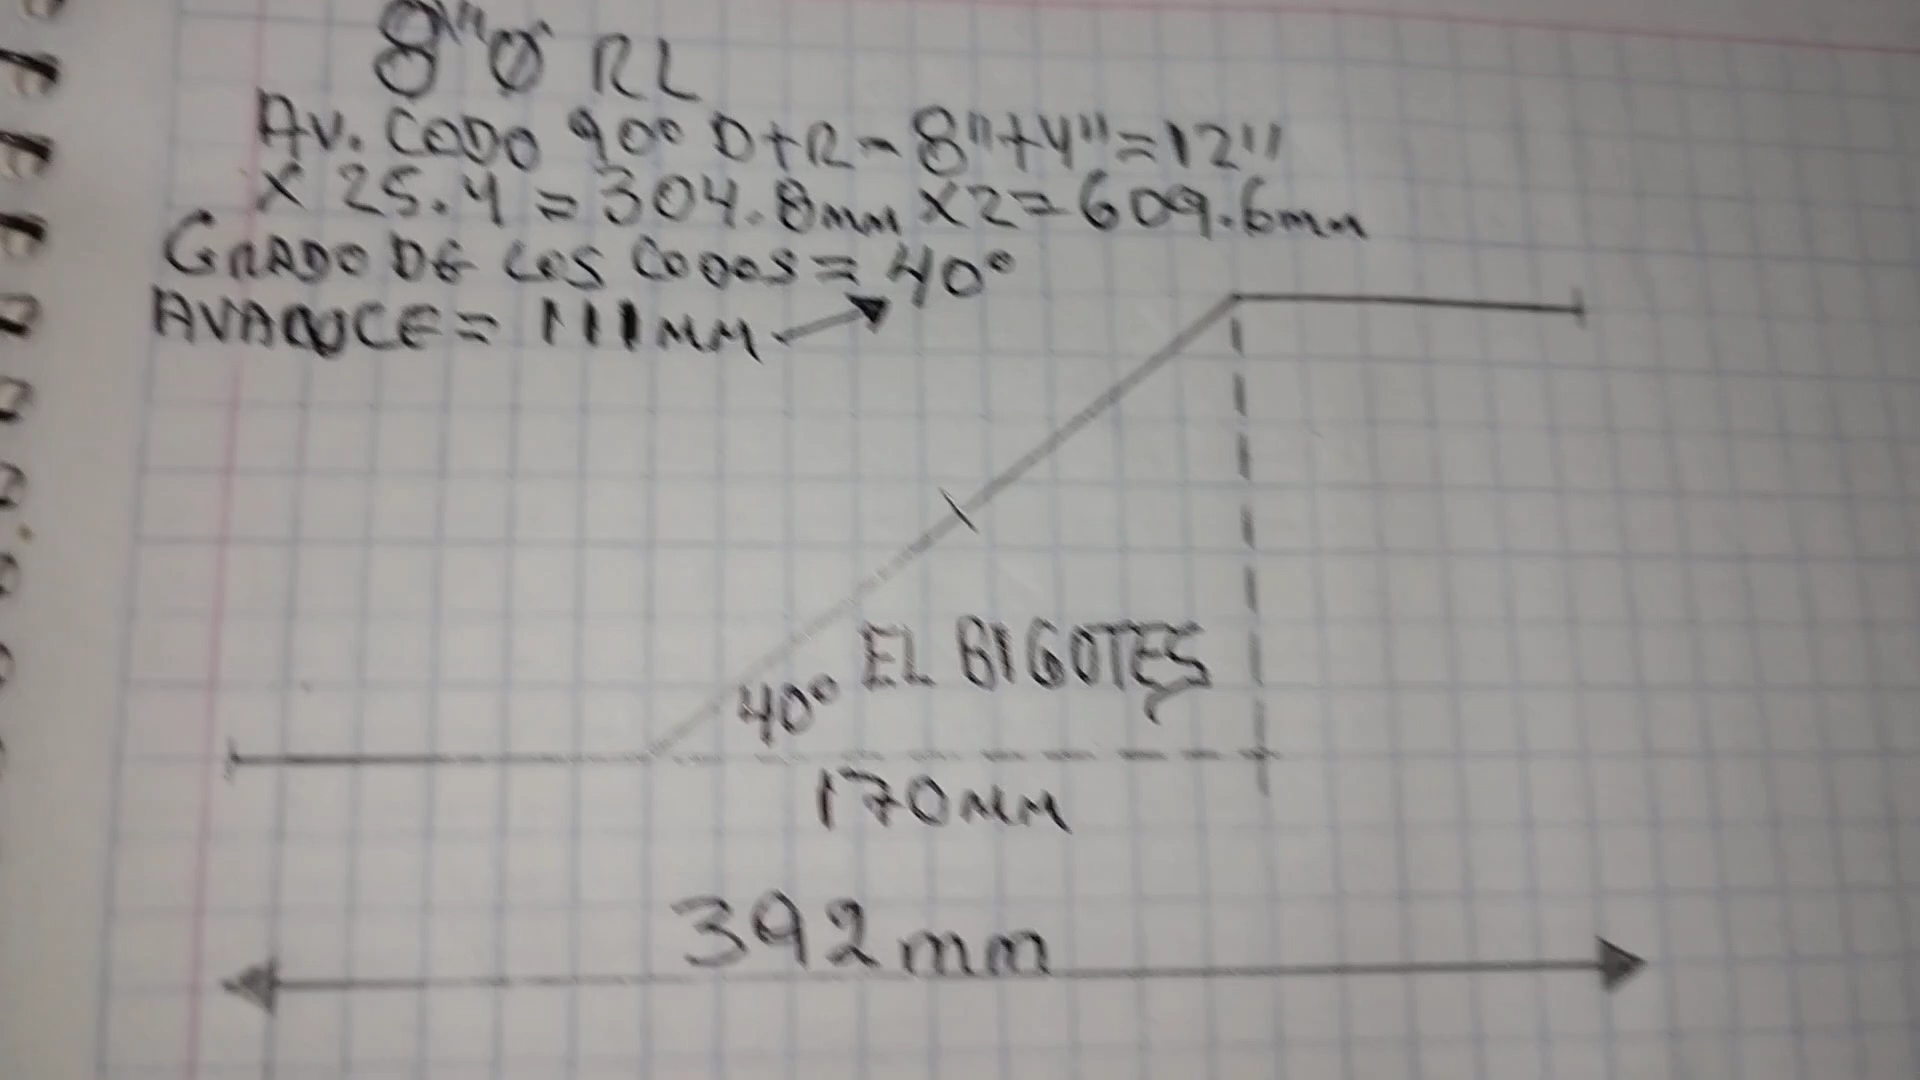 8"Ø RL
AV. CODO 90° D+R - 8"+4"=12"
X 25.4 = 304.8mm X2=609.6mm
GRADO DE LOS CODOS = 40°
AVANCE = 111MM
EL BIGOTES
40°
170MM
392mm